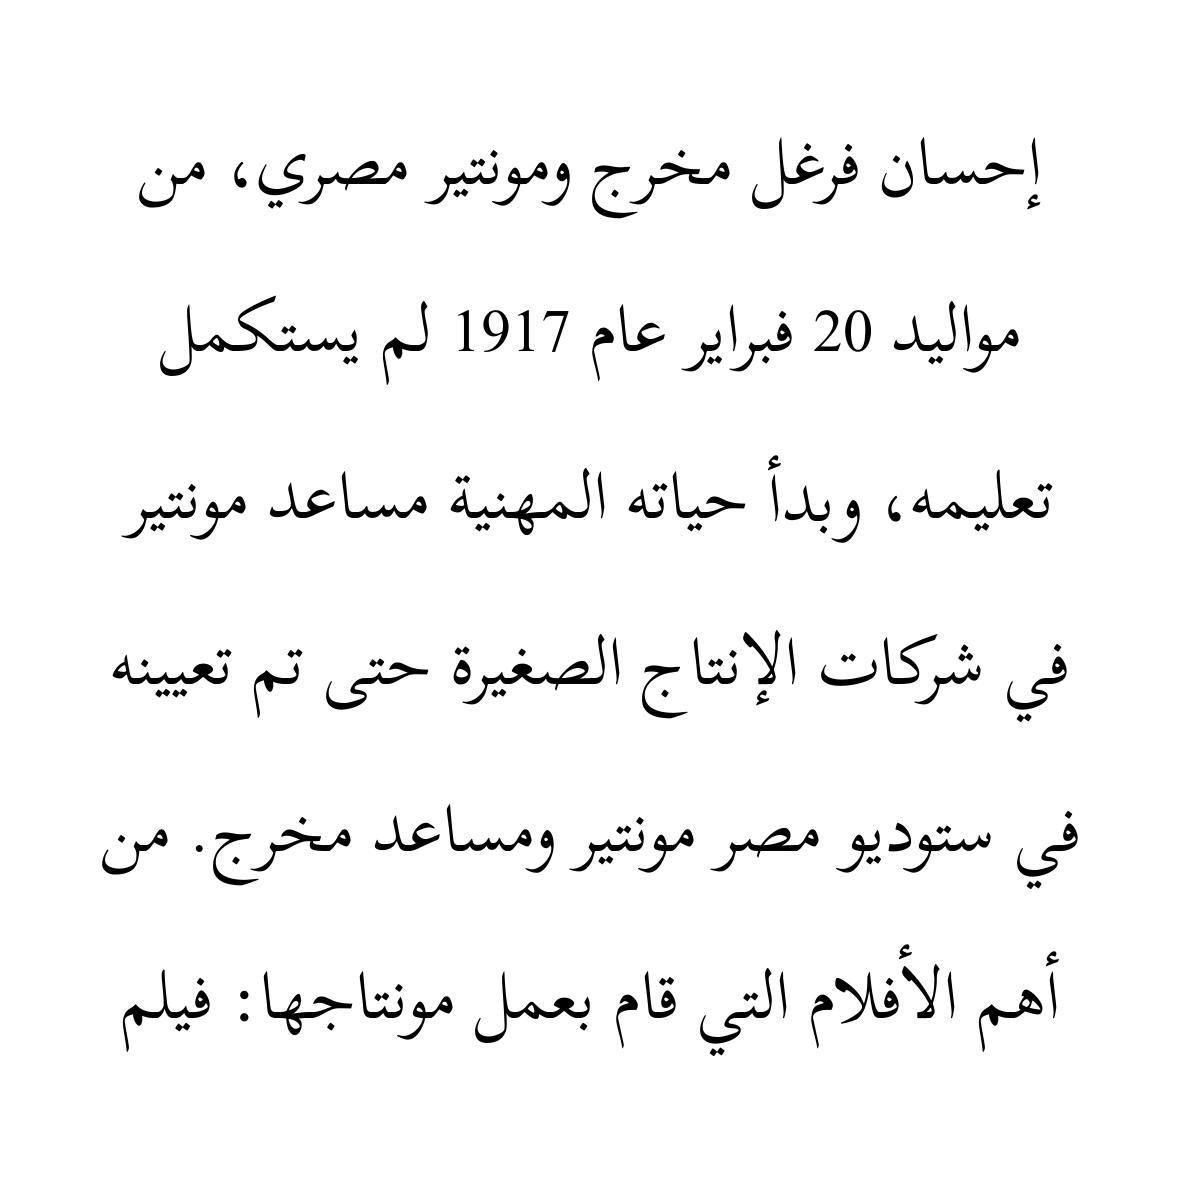 إحسان فرغل مخرج ومونتير مصري، من
مواليد 20 فبراير عام 1917 لم يستكمل
تعليمه، وبدأ حياته المهنية مساعد مونتير
في شركات الإنتاج الصغيرة حتى تم تعيينه
في ستوديو مصر مونتير ومساعد مخرج. من
أهم الأفلام التي قام بعمل مونتاجها: فيلم